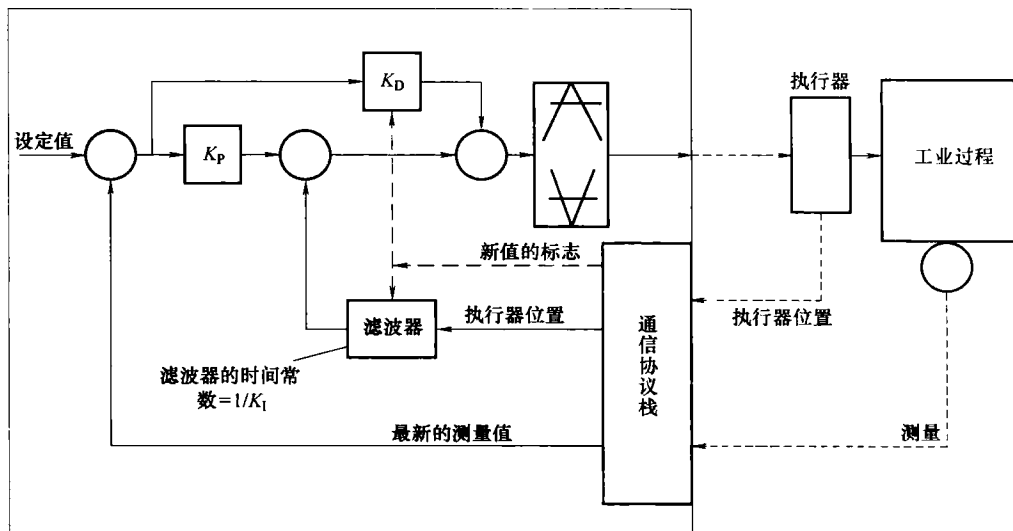 K_D
执行器
设定值
K_P
工业过程
新值的标志
滤波器
执行器位置
执行器位置
通信协议栈
滤波器的时间常
数=1/K_I
最新的测量值
测量